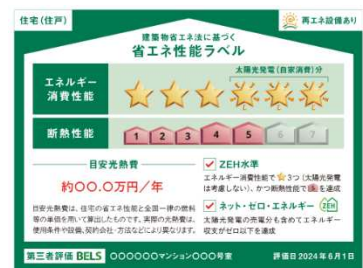 住宅(住戸)
再エネ設備あり
建築物省エネ法に基づく
省エネ性能ラベル
太陽光発電(自家消費)分
エネルギー
消費性能
断熱性能
1 2 3 4 5 6 7
目安光熱費
約〇〇.〇万円/年
目安光熱費は、住宅の省エネ性能と全国一律の燃料
等の単価を用いて算出したものです。実際の光熱費は、
使用条件や設備、契約会社・方法などにより異なります。
ZEH水準
エネルギー消費性能で★3つ(太陽光発電
は考慮しない)、かつ断熱性能で5を達成
ネット・ゼロ・エネルギー ZEH
太陽光発電の売電分も含めてエネルギー
収支がゼロ以下を達成
第三者評価 BELS 〇〇〇〇〇〇マンション〇〇〇号室 評価日2024年6月1日